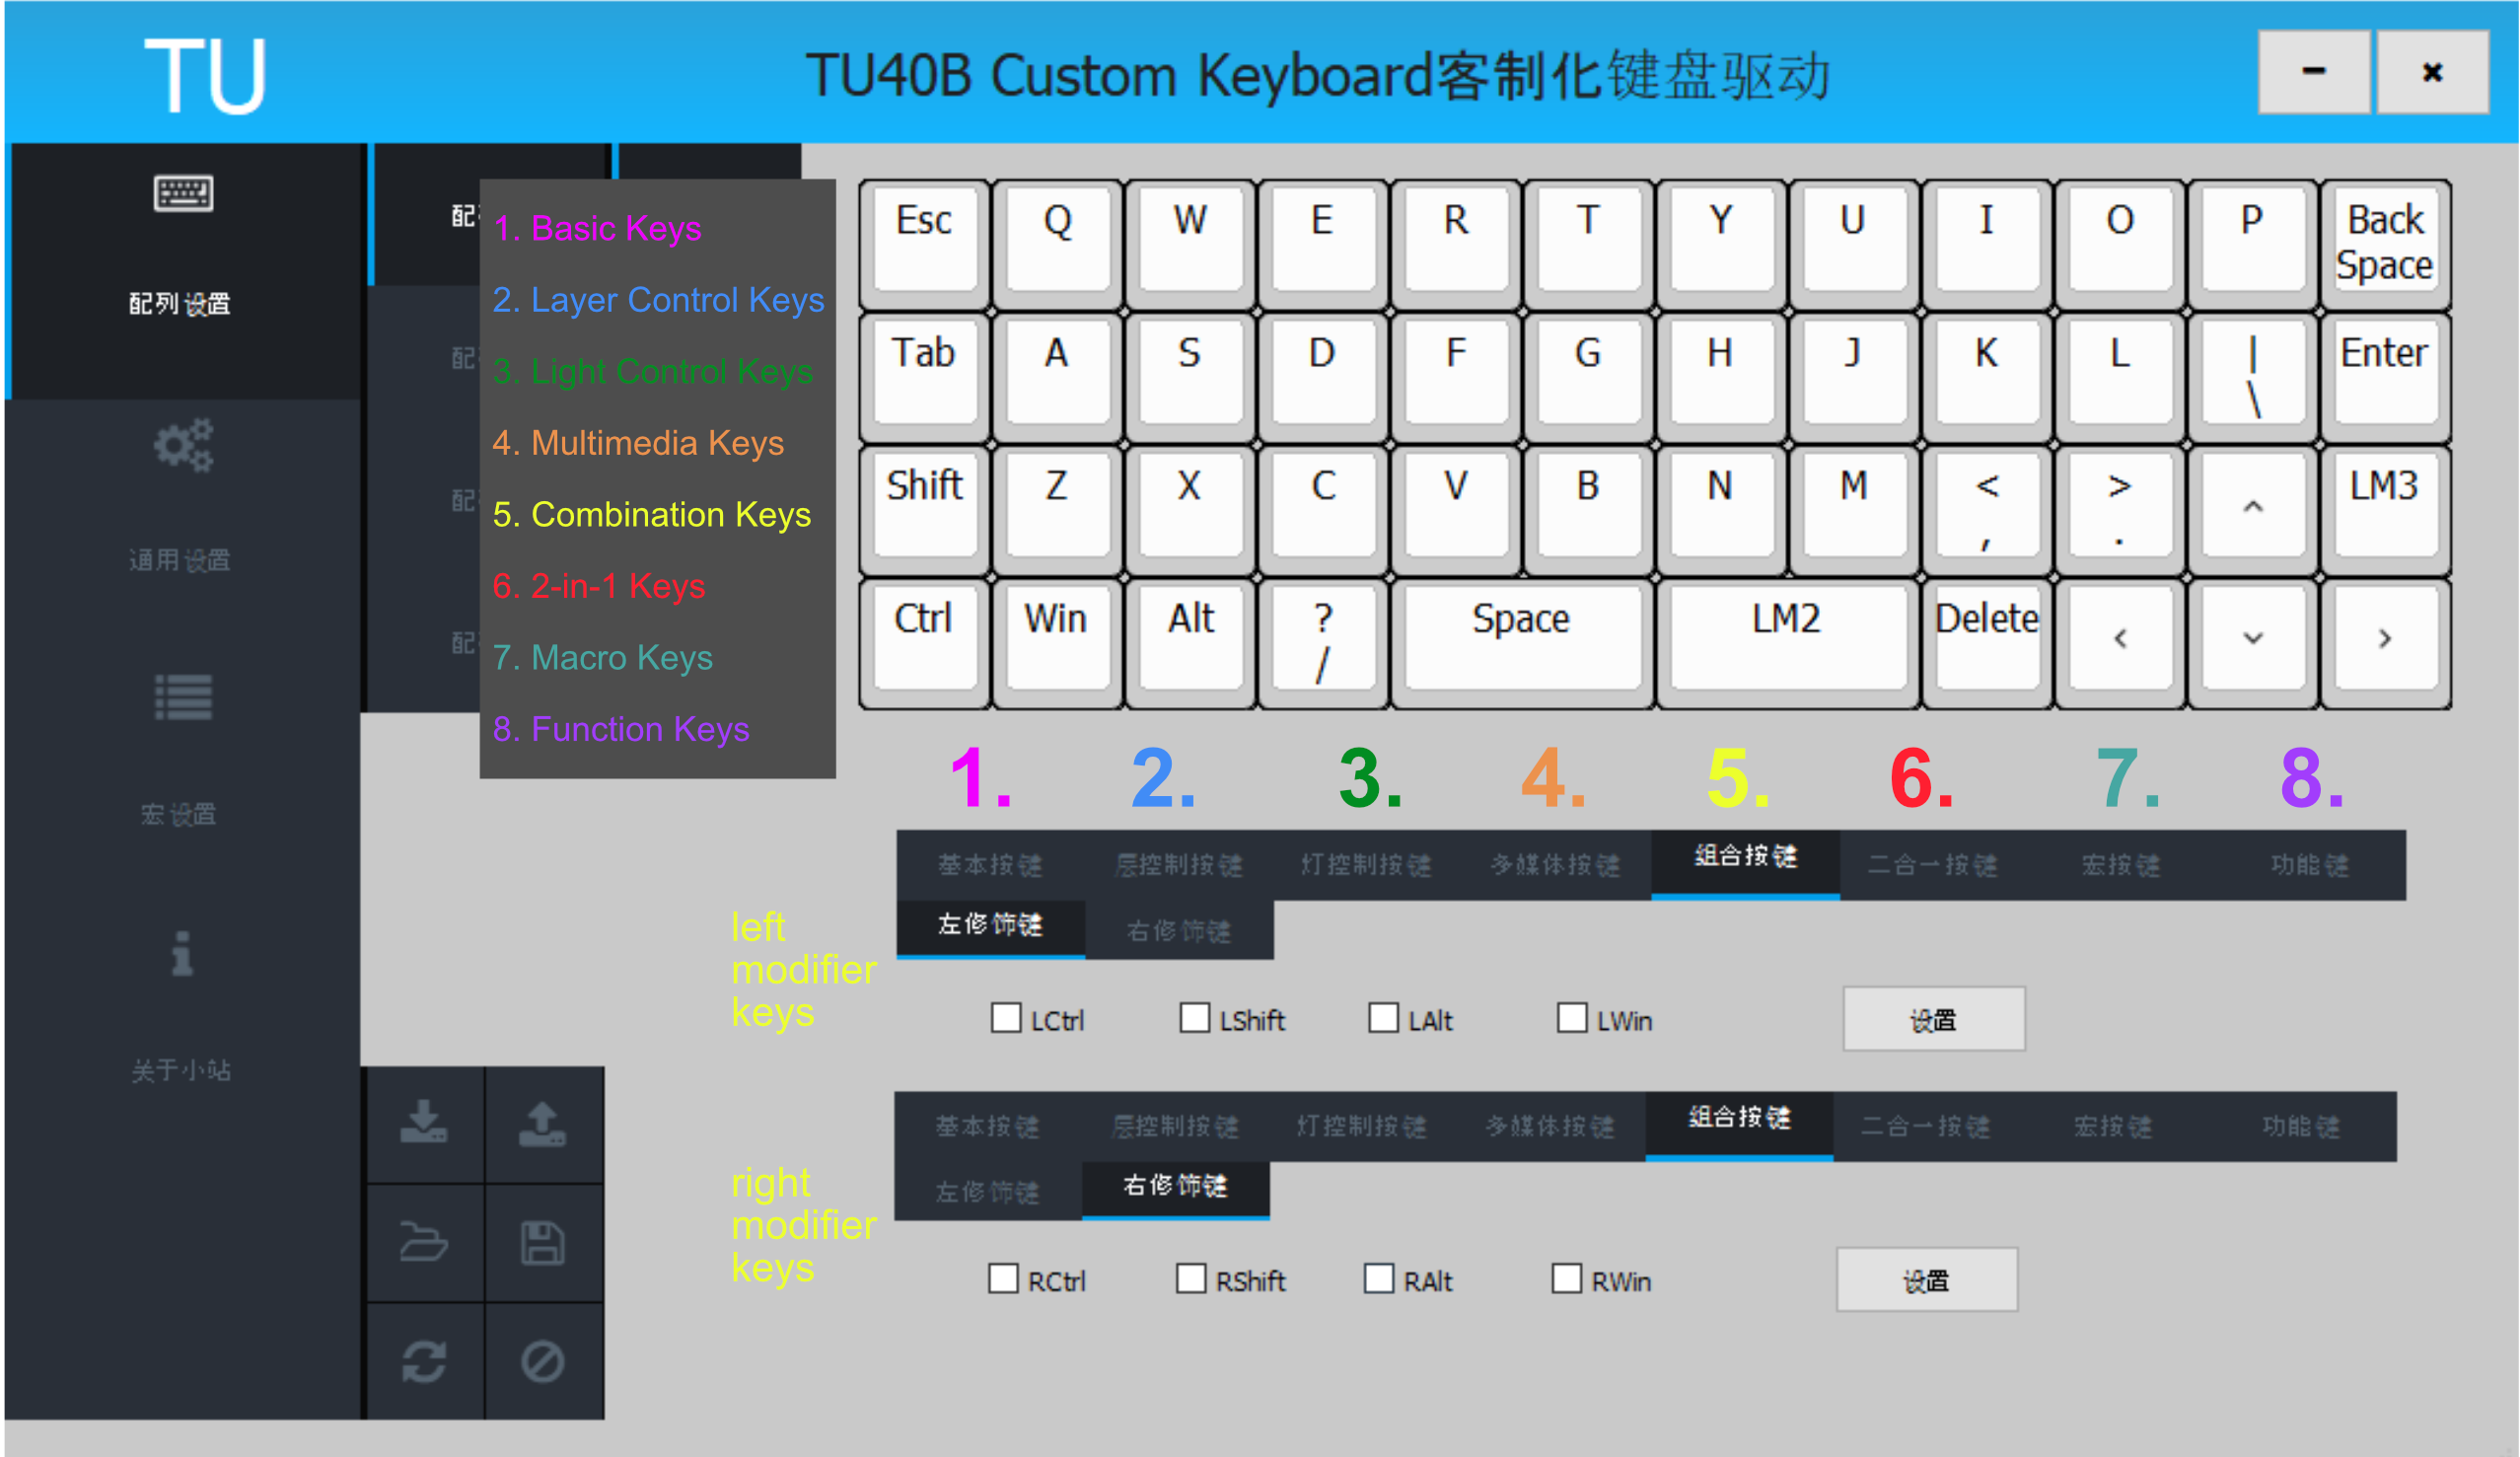 TU
TU40B Custom Keyboard客制化键盘驱动
配列设置
通用设置
宏设置
关于小站
配
配
配
配
1. Basic Keys
2. Layer Control Keys
3. Light Control Keys
4. Multimedia Keys
5. Combination Keys
6. 2-in-1 Keys
7. Macro Keys
8. Function Keys
Esc Q W E R T Y U I O P Back Space
Tab A S D F G H J K L | \ Enter
Shift Z X C V B N M < , > . ^ LM3
Ctrl Win Alt ? / Space LM2 Delete < ⌄ >
1. 2. 3. 4. 5. 6. 7. 8.
基本按键 层控制按键 灯控制按键 多媒体按键 组合按键 二合一按键 宏按键 功能键
左修饰键 右修饰键
left
modifier
keys
LCtrl LShift LAlt LWin 设置
基本按键 层控制按键 灯控制按键 多媒体按键 组合按键 二合一按键 宏按键 功能键
左修饰键 右修饰键
right
modifier
keys
RCtrl RShift RAlt RWin 设置